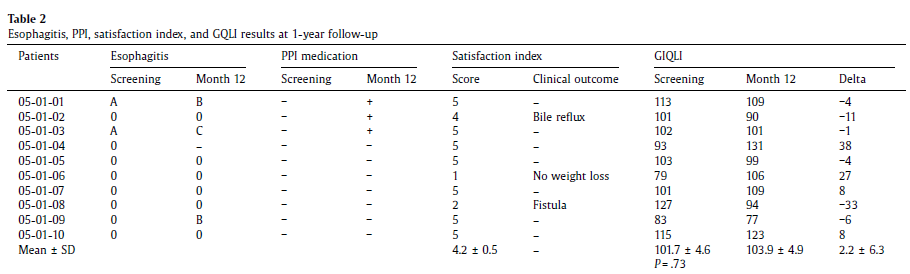 Table 2
Esophagitis, PPI, satisfaction index, and GQLI results at 1-year follow-up
Patients Esophagitis PPI medication Satisfaction index GIQLI
Screening Month 12 Screening Month 12 Score Clinical outcome Screening Month 12 Delta
05-01-01 A B – + 5 – 113 109 −4
05-01-02 0 0 – + 4 Bile reflux 101 90 −11
05-01-03 A C – + 5 – 102 101 −1
05-01-04 0 – – – 5 – 93 131 38
05-01-05 0 0 – – 5 – 103 99 −4
05-01-06 0 0 – – 1 No weight loss 79 106 27
05-01-07 0 0 – – 5 – 101 109 8
05-01-08 0 0 – – 2 Fistula 127 94 −33
05-01-09 0 B – – 5 – 83 77 −6
05-01-10 0 0 – – 5 – 115 123 8
Mean ± SD 4.2 ± 0.5 – 101.7 ± 4.6 103.9 ± 4.9 2.2 ± 6.3
P = .73